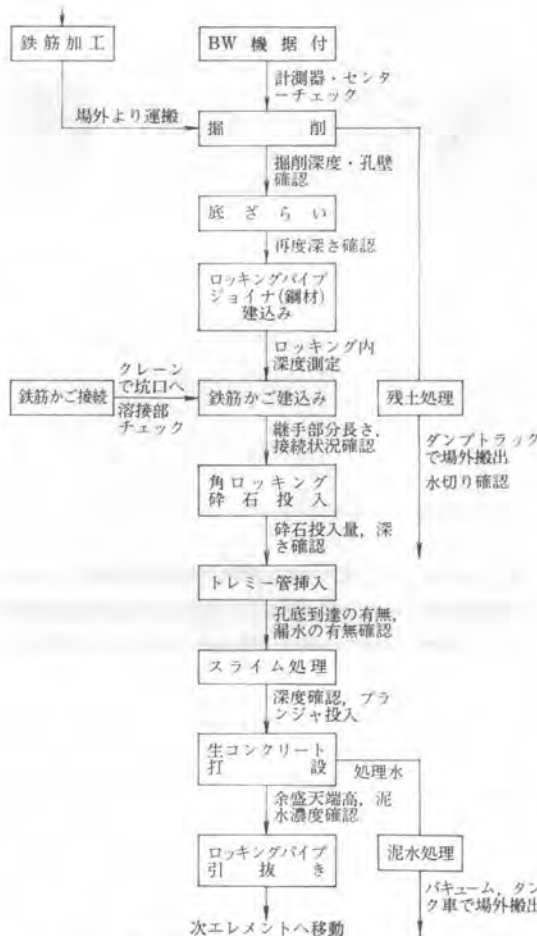 鉄筋加工
BW機据付
計測器・センタ
ーチェック
場外より運搬
掘削
掘削深度・孔壁
確認
底ざらい
再度深さ確認
ロッキングパイプ
ジョイナ(鋼材)
建込み
ロッキング内
深度測定
クレーン
で坑口へ
鉄筋かご接続
溶接部
チェック
鉄筋かご建込み
残土処理
継手部分長さ,
接続状況確認
ダンプトラック
で場外搬出
水切り確認
角ロッキング
砕石投入
砕石投入量,深
さ確認
トレミー管挿入
孔底到達の有無,
漏水の有無確認
スライム処理
深度確認,プラ
ンジャ投入
生コンクリート
打設
処理水
余盛天端高,泥
水濃度確認
ロッキングパイプ
引抜き
泥水処理
バキューム,タン
ク車で場外搬出
次エレメントへ移動